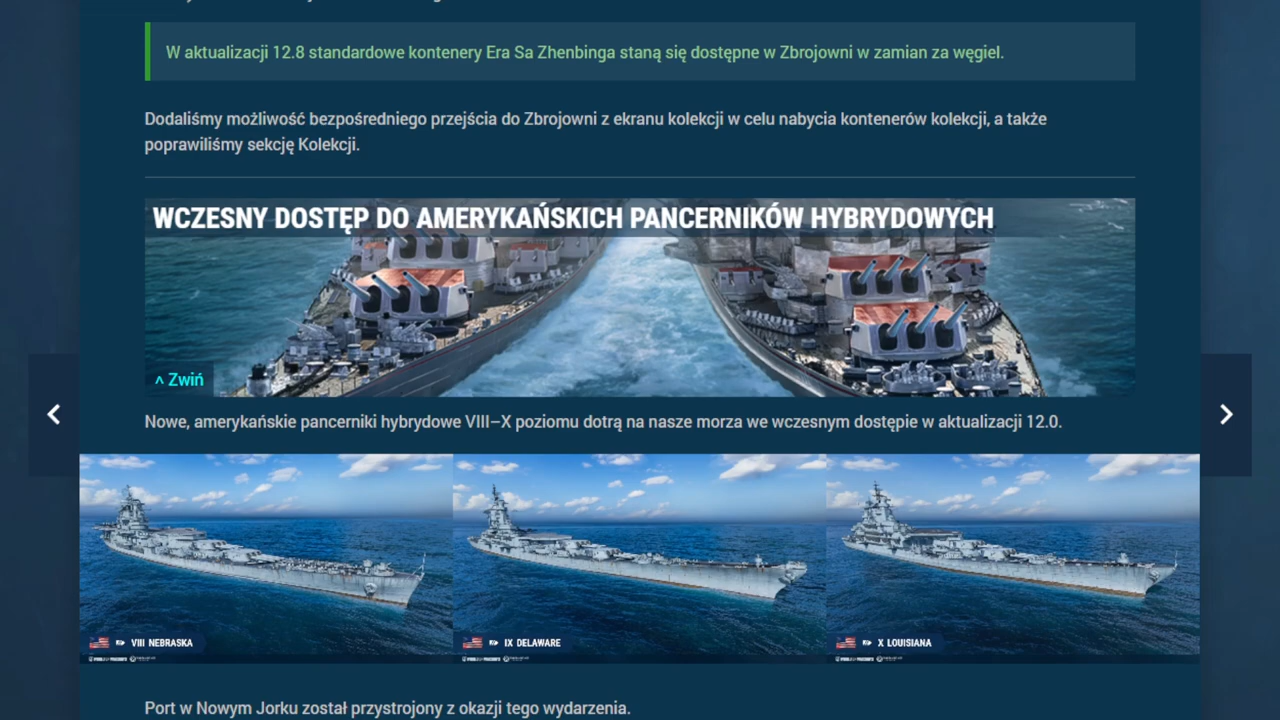 W aktualizacji 12.8 standardowe kontenery Era Sa Zhenbinga staną się dostępne w Zbrojowni w zamian za węgiel.
Dodaliśmy możliwość bezpośredniego przejścia do Zbrojowni z ekranu kolekcji w celu nabycia kontenerów kolekcji, a także
poprawiliśmy sekcję Kolekcji.
WCZESNY DOSTĘP DO AMERYKAŃSKICH PANCERNIKÓW HYBRYDOWYCH
^ Zwiń
Nowe, amerykańskie pancerniki hybrydowe VIII–X poziomu dotrą na nasze morza we wczesnym dostępie w aktualizacji 12.0.
VIII NEBRASKA
IX DELAWARE
X LOUISIANA
Port w Nowym Jorku został przystrojony z okazji tego wydarzenia.